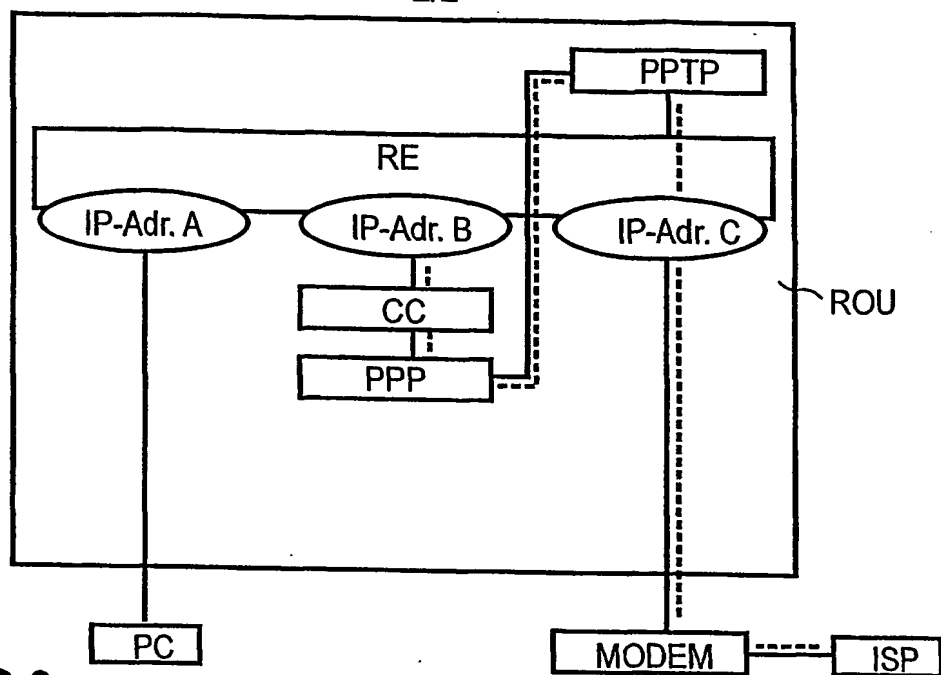 PPTP
RE
IP-Adr. A
IP-Adr. B
IP-Adr. C
CC
ROU
PPP
PC
MODEM
ISP